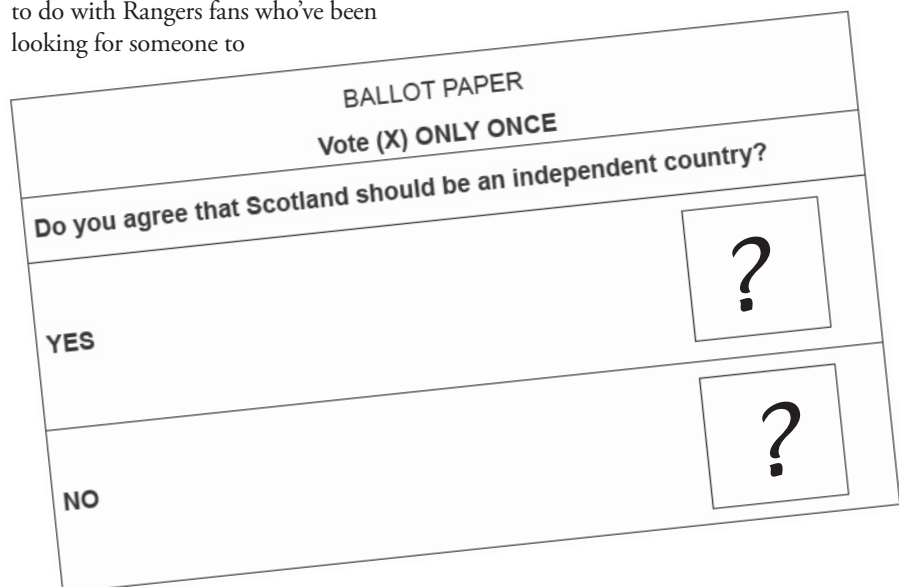 to do with Rangers fans who've been
looking for someone to
BALLOT PAPER
Vote (X) ONLY ONCE
Do you agree that Scotland should be an independent country?
YES
?
NO
?